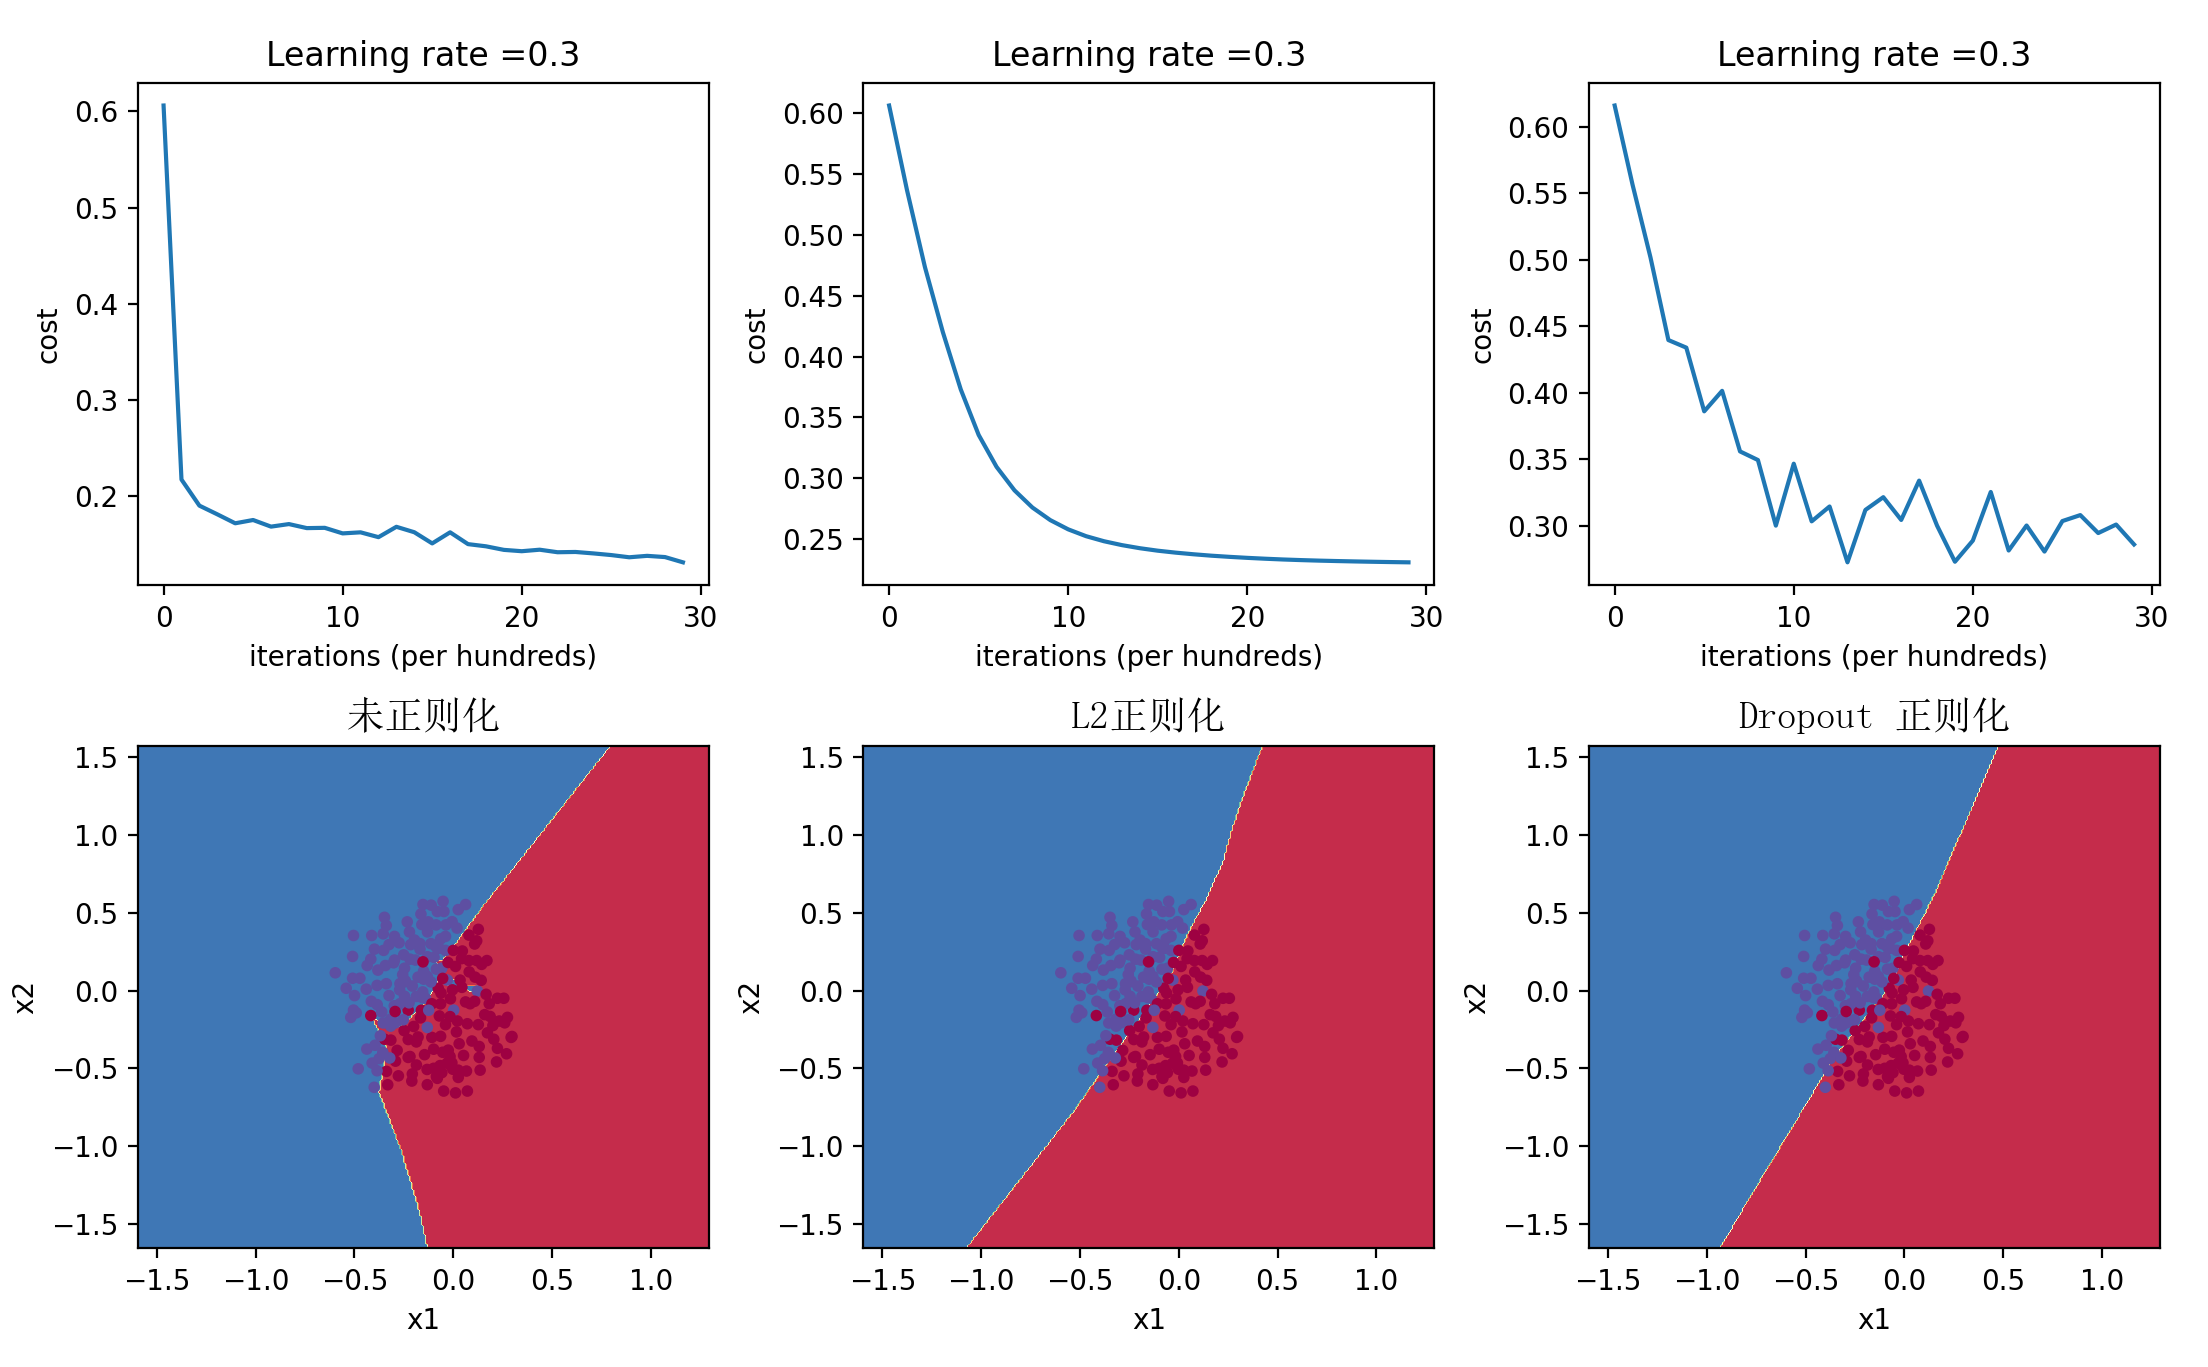 Learning rate =0.3
0.6
0.5
0.4
0.3
0.2
cost
0 10 20 30
iterations (per hundreds)
Learning rate =0.3
0.60
0.55
0.50
0.45
0.40
0.35
0.30
0.25
cost
0 10 20 30
iterations (per hundreds)
Learning rate =0.3
0.60
0.55
0.50
0.45
0.40
0.35
0.30
cost
0 10 20 30
iterations (per hundreds)
未正则化
1.5
1.0
0.5
0.0
−0.5
−1.0
−1.5
x2
−1.5 −1.0 −0.5 0.0 0.5 1.0
x1
L2正则化
1.5
1.0
0.5
0.0
−0.5
−1.0
−1.5
x2
−1.5 −1.0 −0.5 0.0 0.5 1.0
x1
Dropout 正则化
1.5
1.0
0.5
0.0
−0.5
−1.0
−1.5
x2
−1.5 −1.0 −0.5 0.0 0.5 1.0
x1